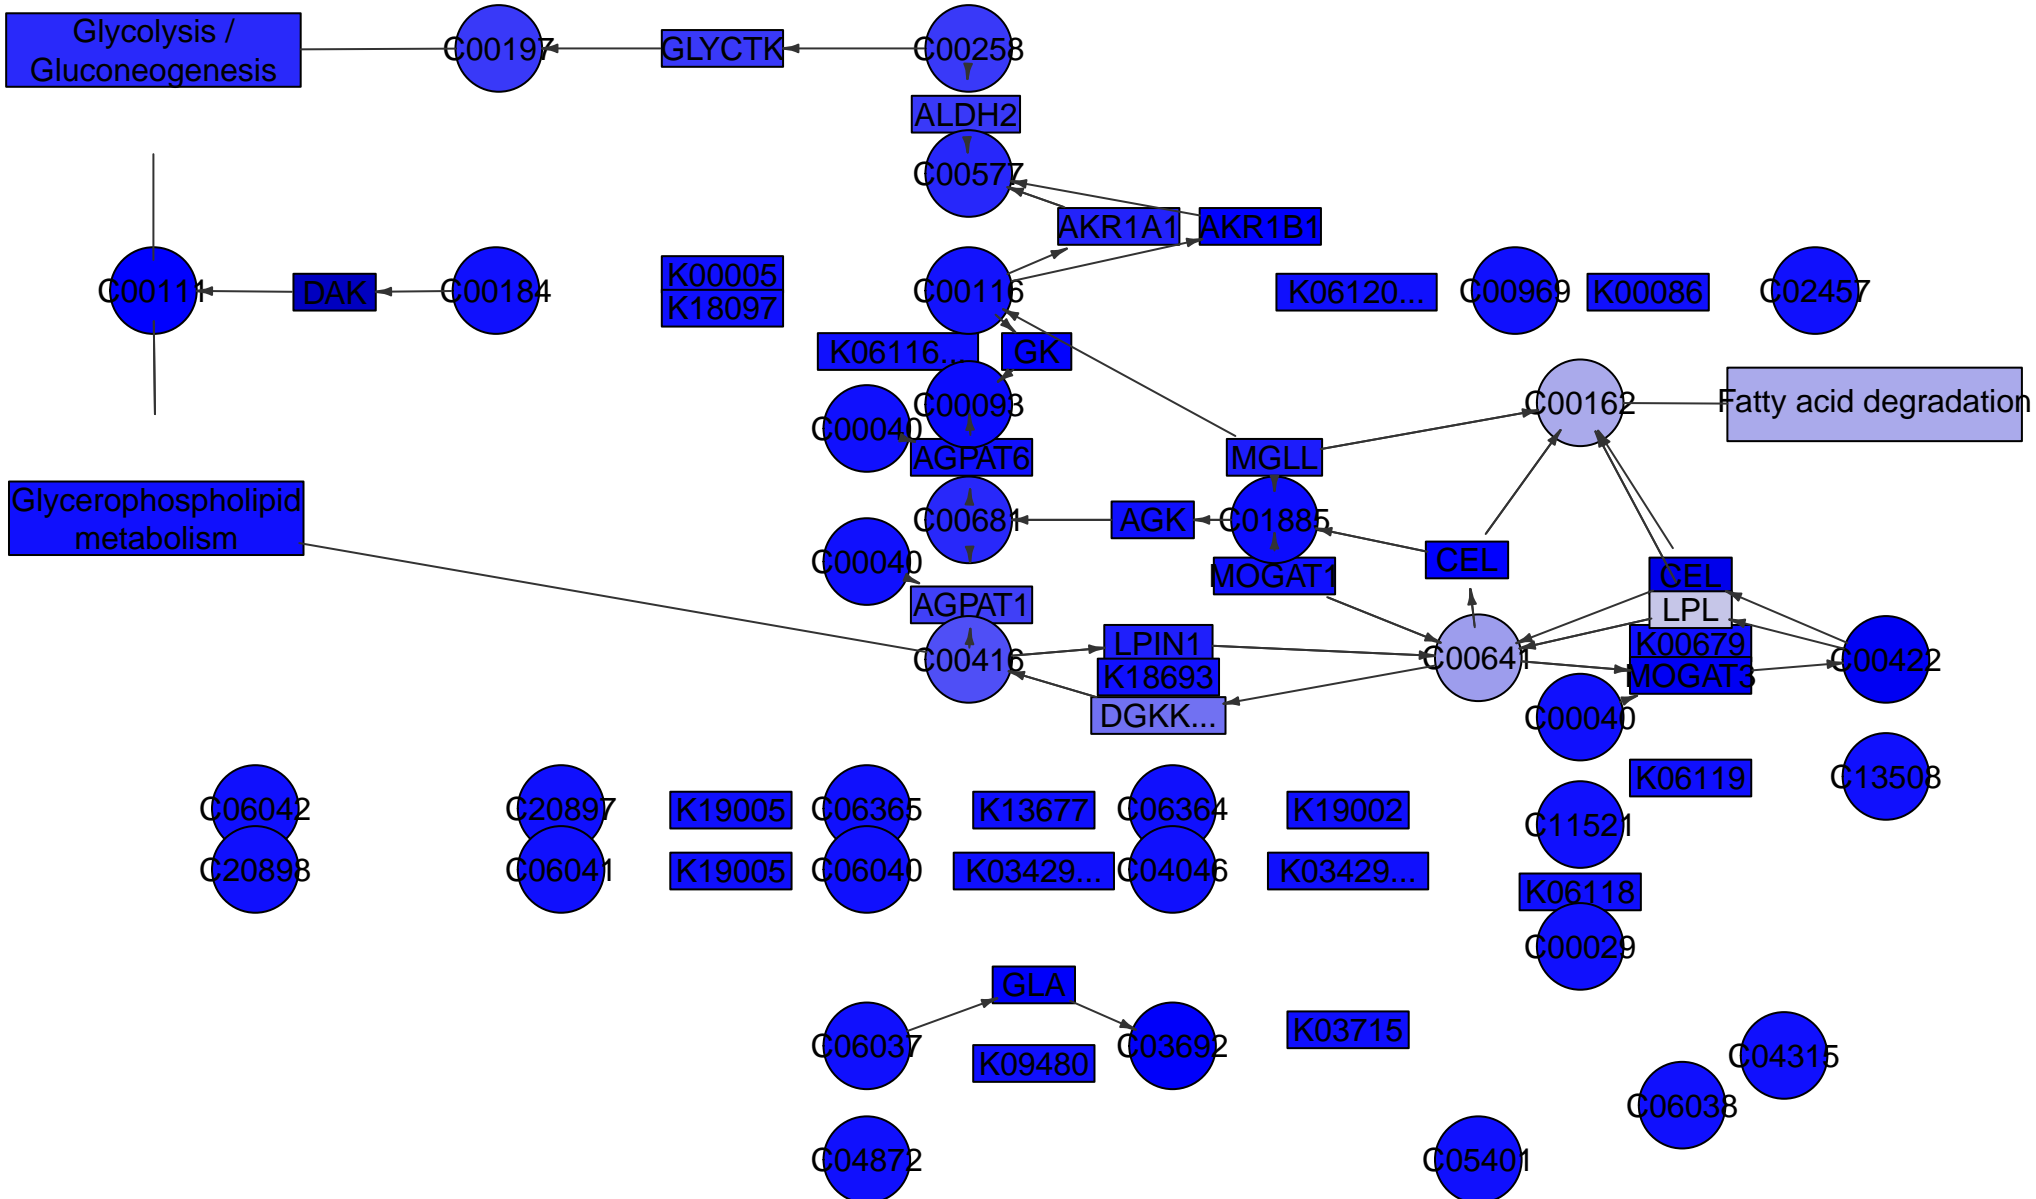 Glycolysis /
Gluconeogenesis
C00197
GLYCTK
C00258
ALDH2
C00577
AKR1A1
AKR1B1
C00111
DAK
C00184
K00005
K18097
C00116
K06120...
C00969
K00086
C02457
K06116...
GK
C00093
C00162
Fatty acid degradation
C00040
AGPAT6
MGLL
Glycerophospholipid
metabolism
C00681
AGK
C01885
C00040
MOGAT1
CEL
CEL
AGPAT1
LPL
C00416
LPIN1
K18693
DGKK...
C00641
K00679
MOGAT3
C00422
C00040
K06119
C13508
C06042
C20897
K19005
C06365
K13677
C06364
K19002
C11521
C20898
C06041
K19005
C06040
K03429...
C04046
K03429...
K06118
C00029
GLA
C06037
K09480
C03692
K03715
C04315
C06038
C04872
C05401